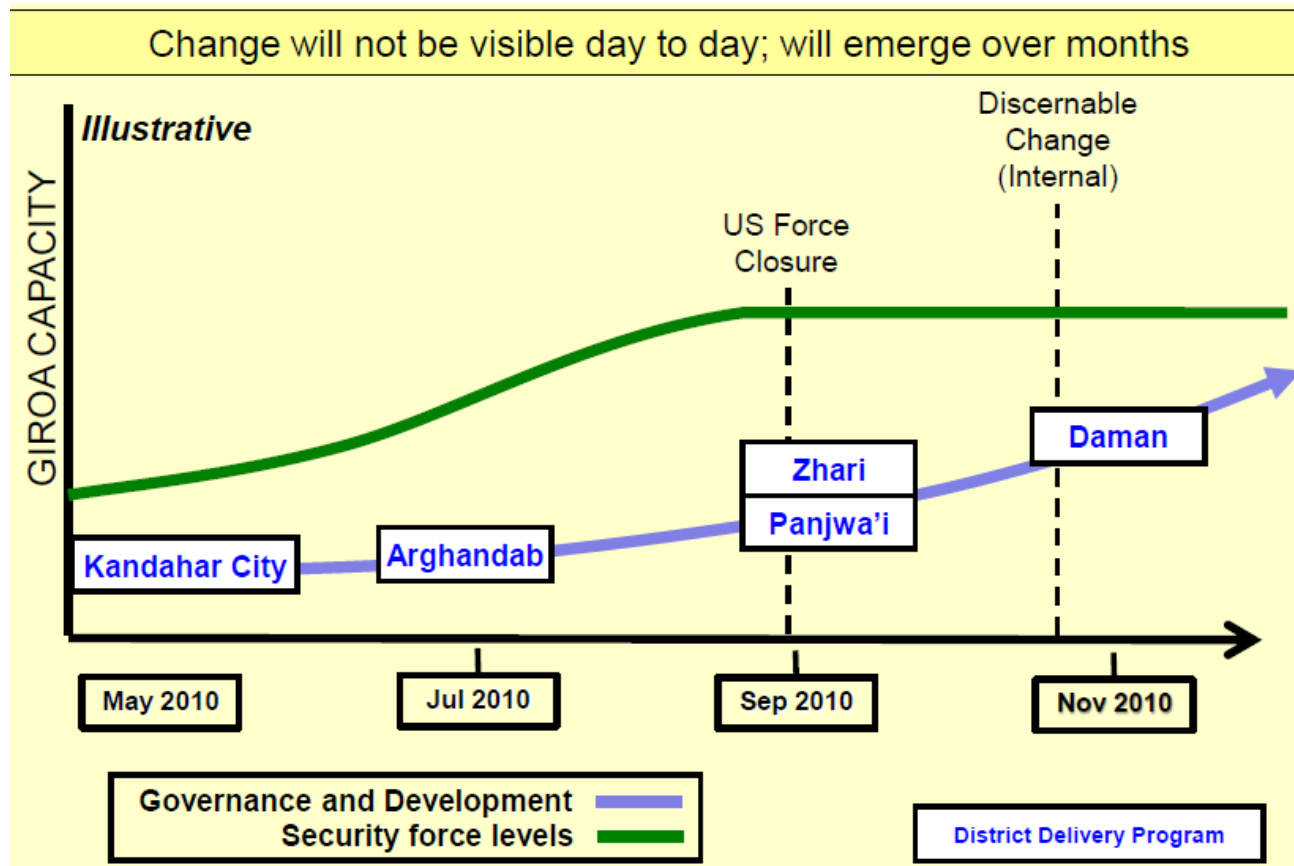 Change will not be visible day to day; will emerge over months
Illustrative
GIROA CAPACITY
Discernable
Change
(Internal)
US Force
Closure
Daman
Zhari
Panjwa'i
Arghandab
Kandahar City
May 2010
Jul 2010
Sep 2010
Nov 2010
Governance and Development
Security force levels
District Delivery Program